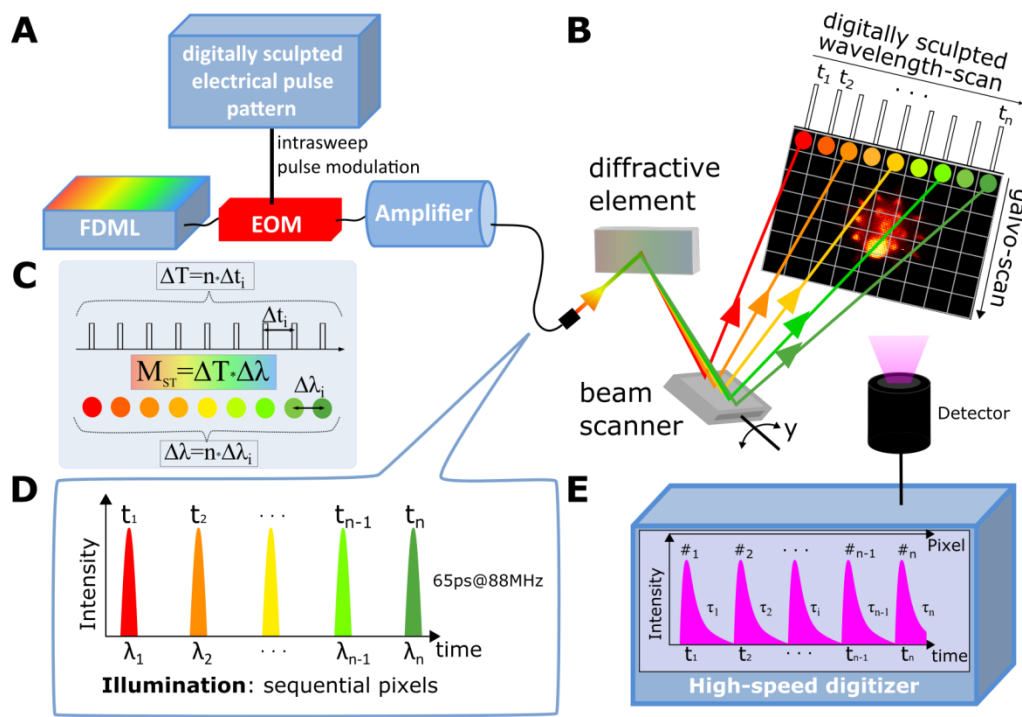 A
digitally sculpted
electrical pulse
pattern
intrasweep
pulse modulation
FDML
EOM
Amplifier
B
digitally sculpted
wavelength-scan
t1 t2 . . . tn
diffractive
element
galvo-scan
beam
scanner
y
Detector
C
ΔT=n*Δti
Δti
MST=ΔT*Δλ
Δλi
Δλ=n*Δλi
D
Intensity
t1 t2 . . . tn-1 tn
65ps@88MHz
λ1 λ2 . . . λn-1 λn
time
Illumination: sequential pixels
E
Pixel
#1 #2 . . . #n-1 #n
Intensity
τ1 τ2 τi τn-1 τn
t1 t2 . . . tn-1 tn time
High-speed digitizer